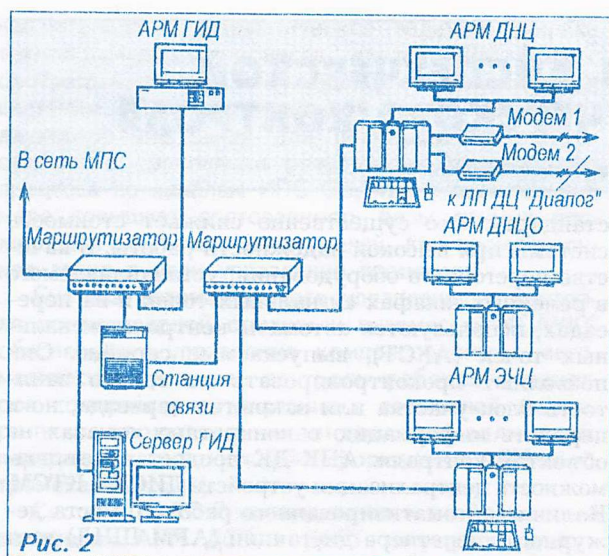 АРМ ГИД
АРМ ДНЦ
Модем 1
Модем 2
В сеть МПС
к ЛП ДЦ "Диалог"
АРМ ДНЦО
Маршрутизатор
Маршрутизатор
АРМ ЭЧЦ
Станция
связи
Сервер ГИД
Рис. 2